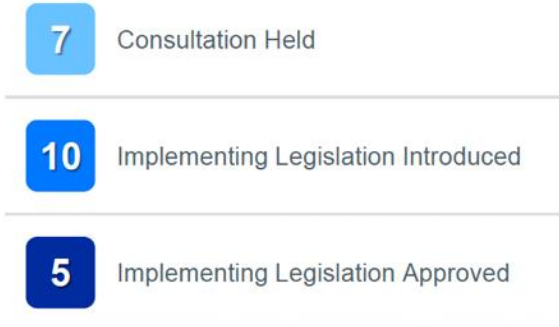 7 Consultation Held
10 Implementing Legislation Introduced
5 Implementing Legislation Approved